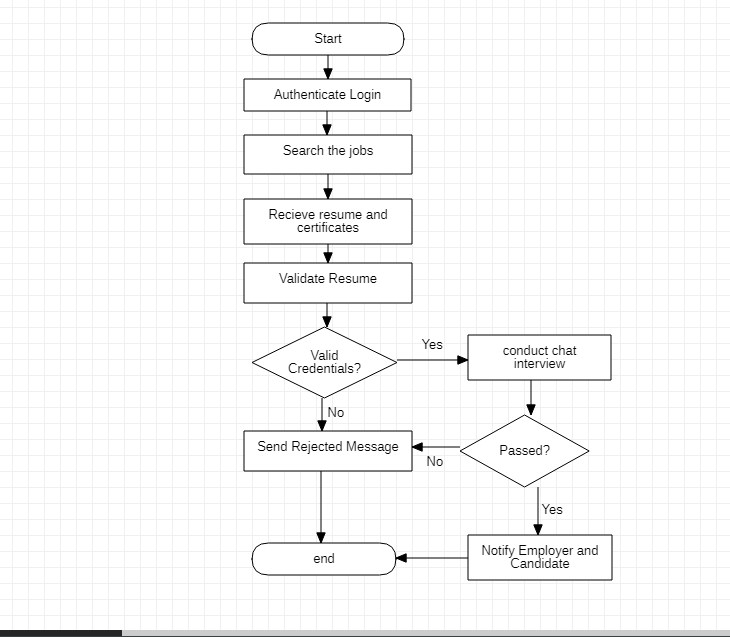 Start
Authenticate Login
Search the jobs
Recieve resume and
certificates
Validate Resume
Valid
Credentials?
Yes
conduct chat
interview
No
Send Rejected Message
Passed?
No
Yes
Notify Employer and
Candidate
end